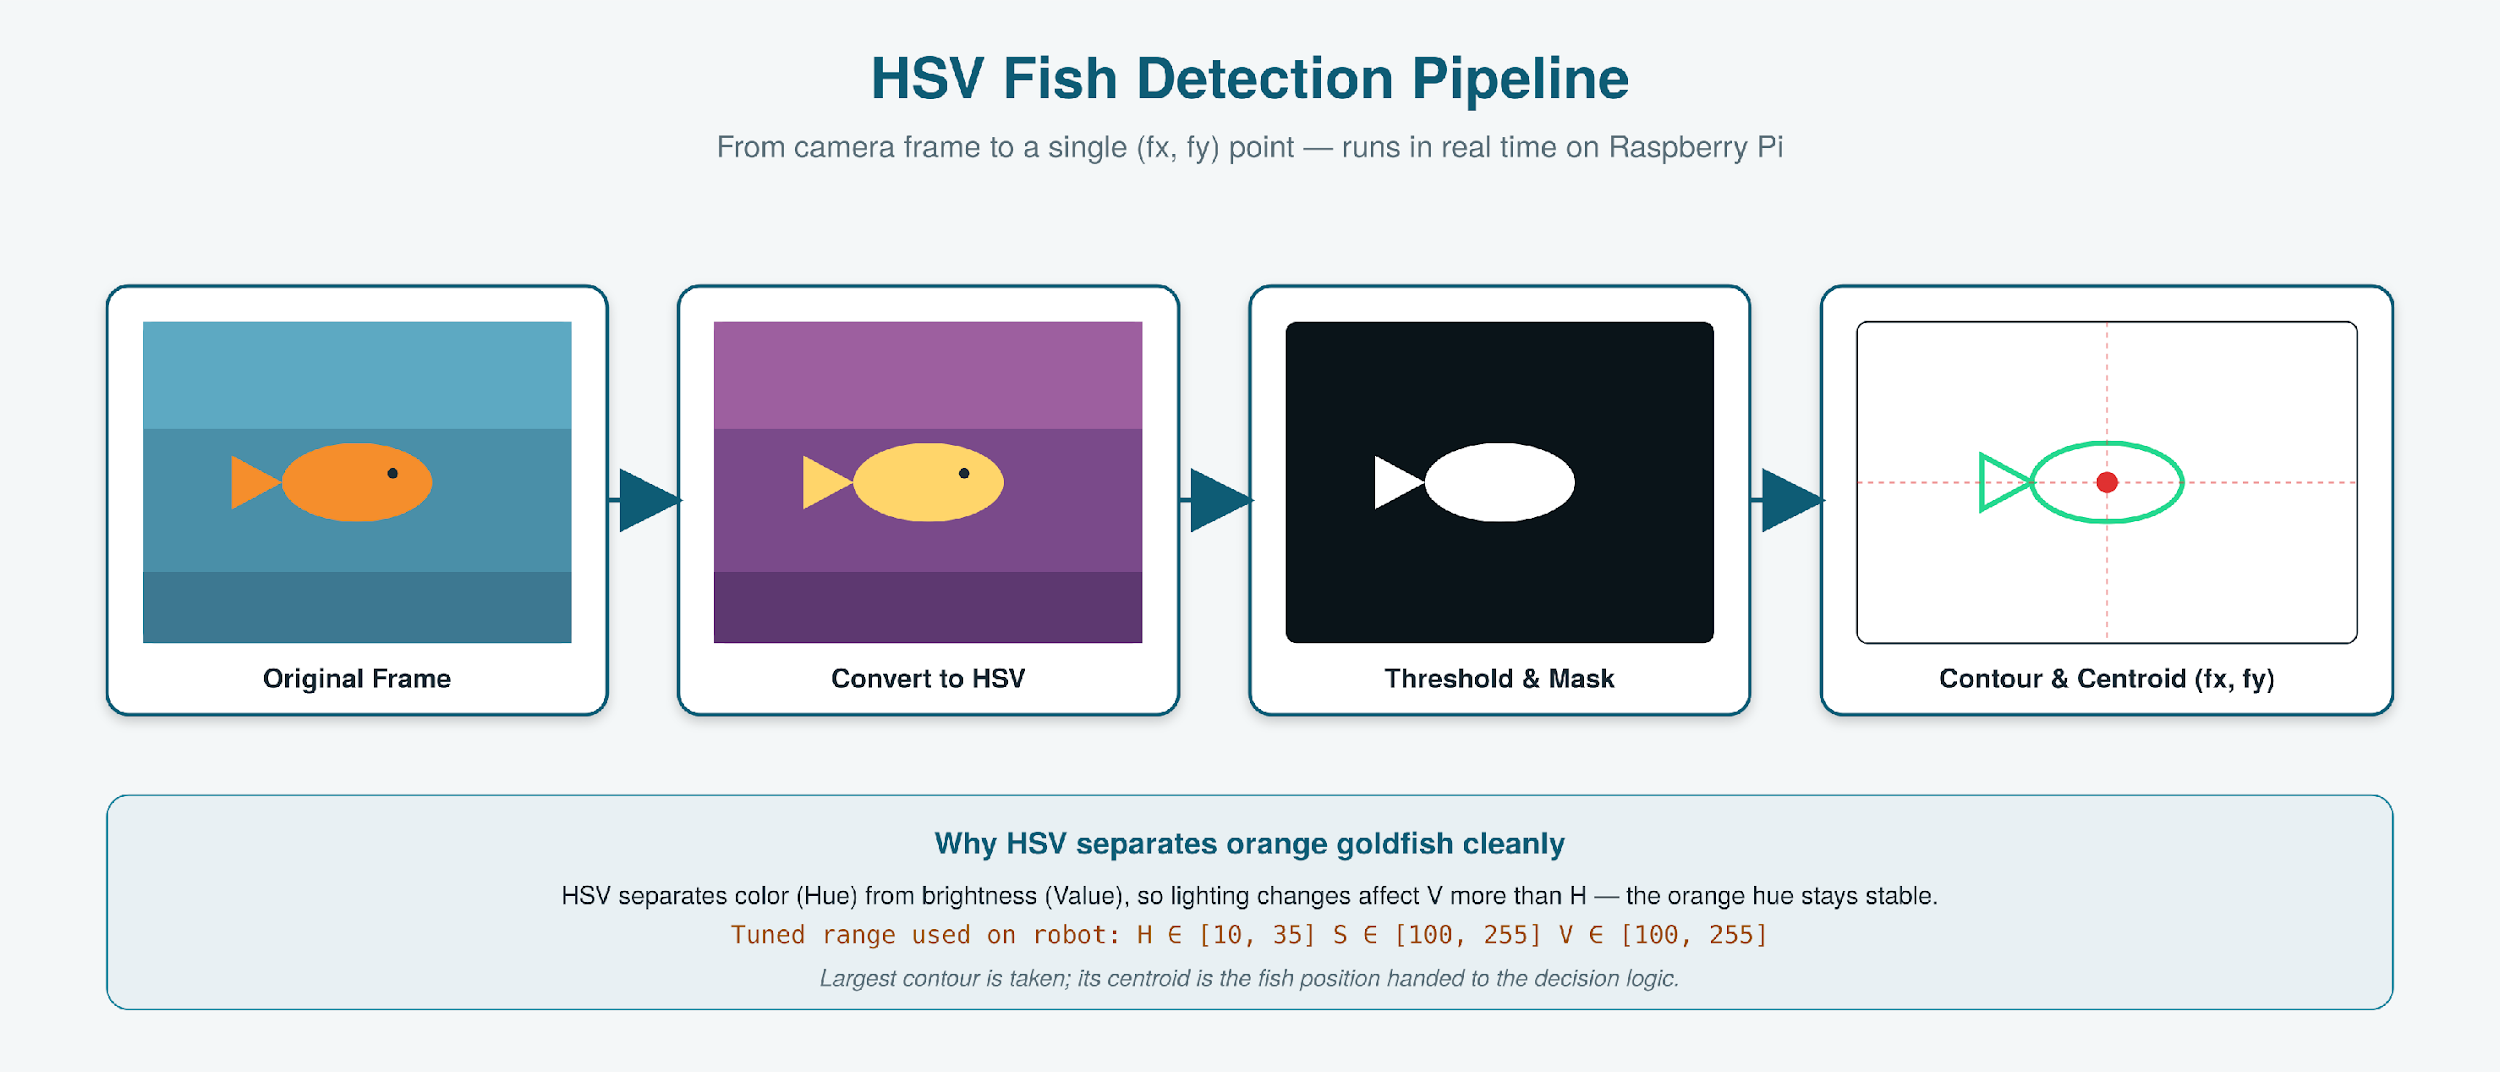 HSV Fish Detection Pipeline
From camera frame to a single (fx, fy) point — runs in real time on Raspberry Pi
Original Frame
Convert to HSV
Threshold & Mask
Contour & Centroid (fx, fy)
Why HSV separates orange goldfish cleanly
HSV separates color (Hue) from brightness (Value), so lighting changes affect V more than H — the orange hue stays stable.
Tuned range used on robot: H ∈ [10, 35] S ∈ [100, 255] V ∈ [100, 255]
Largest contour is taken; its centroid is the fish position handed to the decision logic.